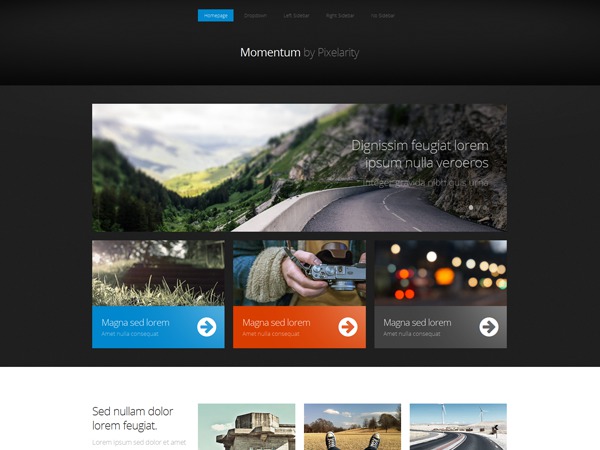 Homepage Dropdown Left Sidebar Right Sidebar No Sidebar
Momentum by Pixelarity
Dignissim feugiat lorem
ipsum nulla veroeros
Integer gravida nibh quis urna
Magna sed lorem
Amet nulla consequat
Magna sed lorem
Amet nulla consequat
Magna sed lorem
Amet nulla consequat
Sed nullam dolor
lorem feugiat.
Lorem ipsum sed dolor et amet